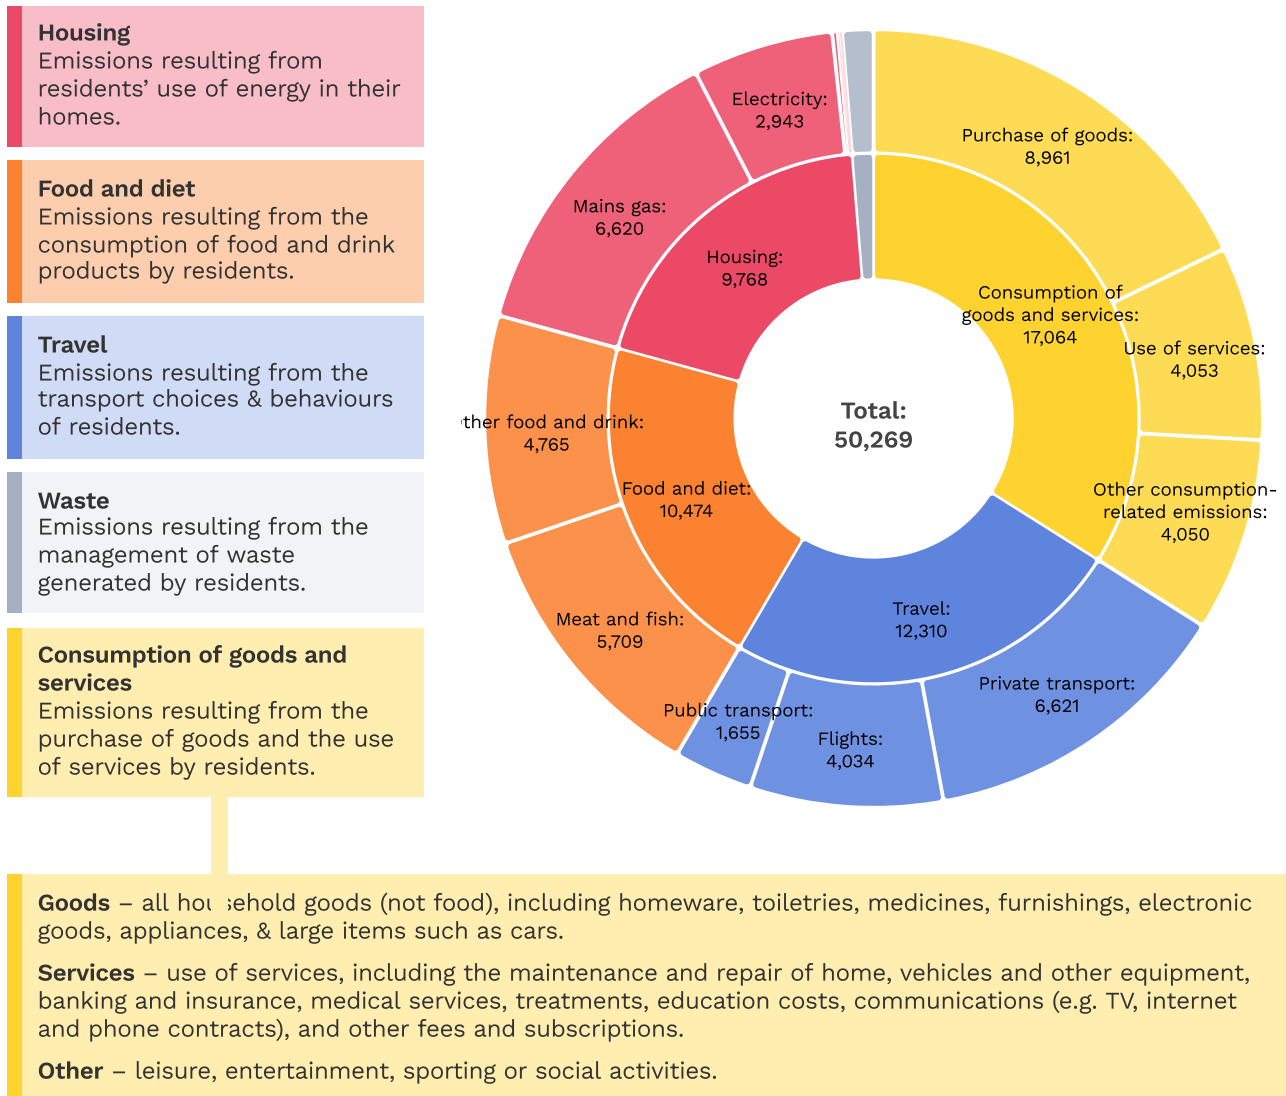 Housing
Emissions resulting from
residents’ use of energy in their
homes.
Food and diet
Emissions resulting from the
consumption of food and drink
products by residents.
Travel
Emissions resulting from the
transport choices & behaviours
of residents.
Waste
Emissions resulting from the
management of waste
generated by residents.
Consumption of goods and
services
Emissions resulting from the
purchase of goods and the use
of services by residents.
Electricity:
2,943
Purchase of goods:
8,961
Mains gas:
6,620
Housing:
9,768
Consumption of
goods and services:
17,064
Use of services:
4,053
Total:
50,269
ther food and drink:
4,765
Food and diet:
10,474
Other consumption-
related emissions:
4,050
Meat and fish:
5,709
Travel:
12,310
Private transport:
6,621
Public transport:
1,655
Flights:
4,034
Goods – all hou sehold goods (not food), including homeware, toiletries, medicines, furnishings, electronic
goods, appliances, & large items such as cars.
Services – use of services, including the maintenance and repair of home, vehicles and other equipment,
banking and insurance, medical services, treatments, education costs, communications (e.g. TV, internet
and phone contracts), and other fees and subscriptions.
Other – leisure, entertainment, sporting or social activities.